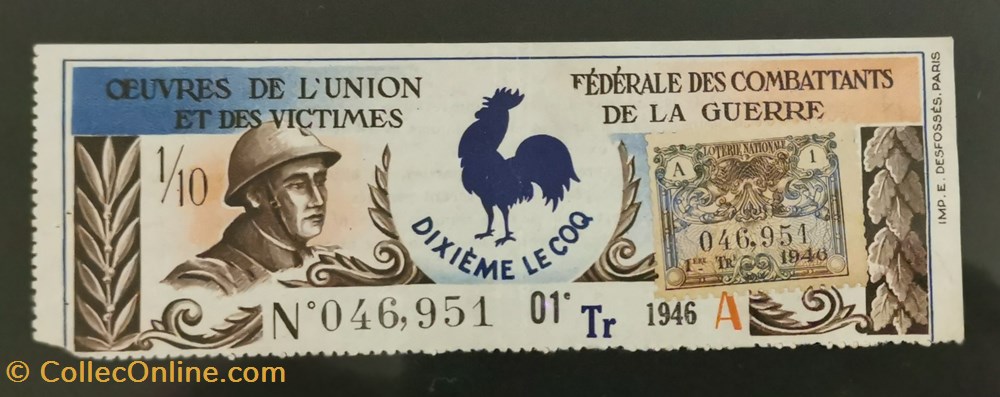 ŒUVRES DE L'UNION
ET DES VICTIMES
FÉDÉRALE DES COMBATTANTS
DE LA GUERRE
1/10
DIXIÈME LE COQ
LOTERIE NATIONALE
A 1
046,951
1ERE TR 1946
N° 046,951 01e Tr 1946 A
IMP. E. DESFOSSÉS. PARIS
© CollecOnline.com